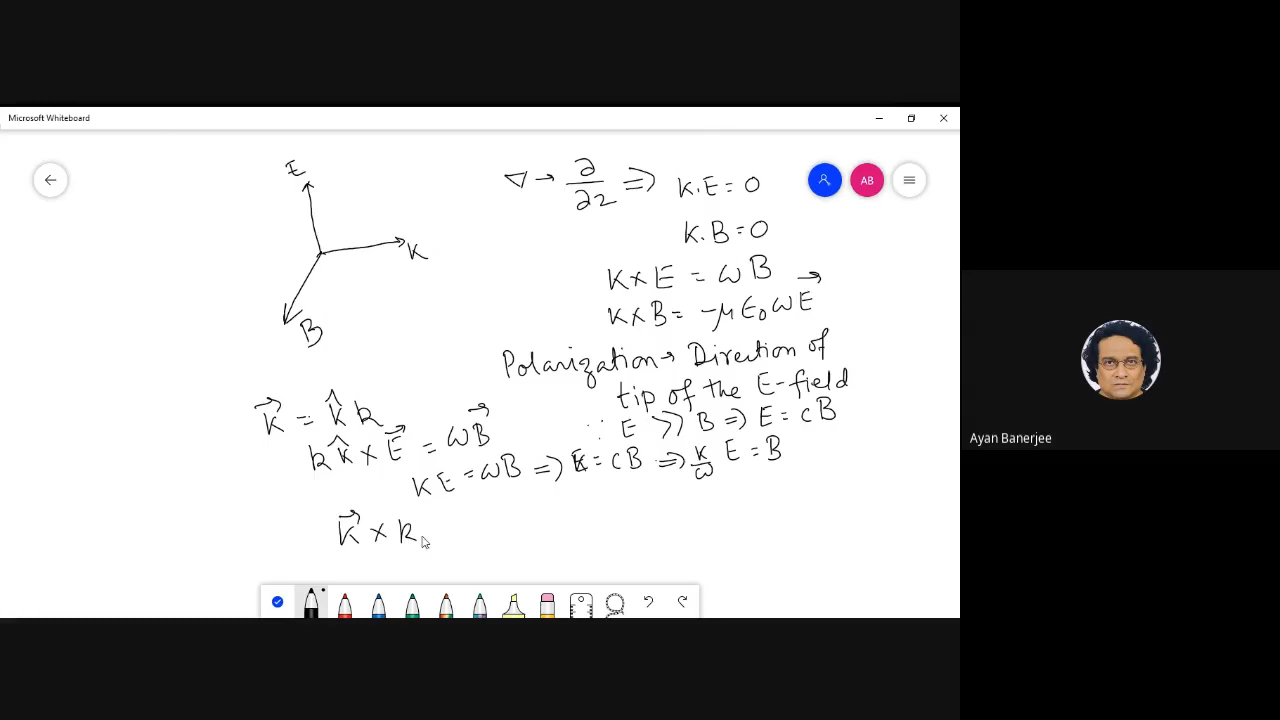 Microsoft Whiteboard
AB
E
K
B
∇ → ∂/∂z ⇒ K.E = 0
K.B = 0
K × E = ωB
K × B = -μ ε₀ ω E⃗
Polarization → Direction of
tip of the E-field
∵ E >> B ⇒ E = cB
K⃗ = k̂ k
k k̂ × E⃗ = ωB⃗
KE = ωB ⇒ E = cB ⇒ K/ω E = B
K⃗ × k
Ayan Banerjee